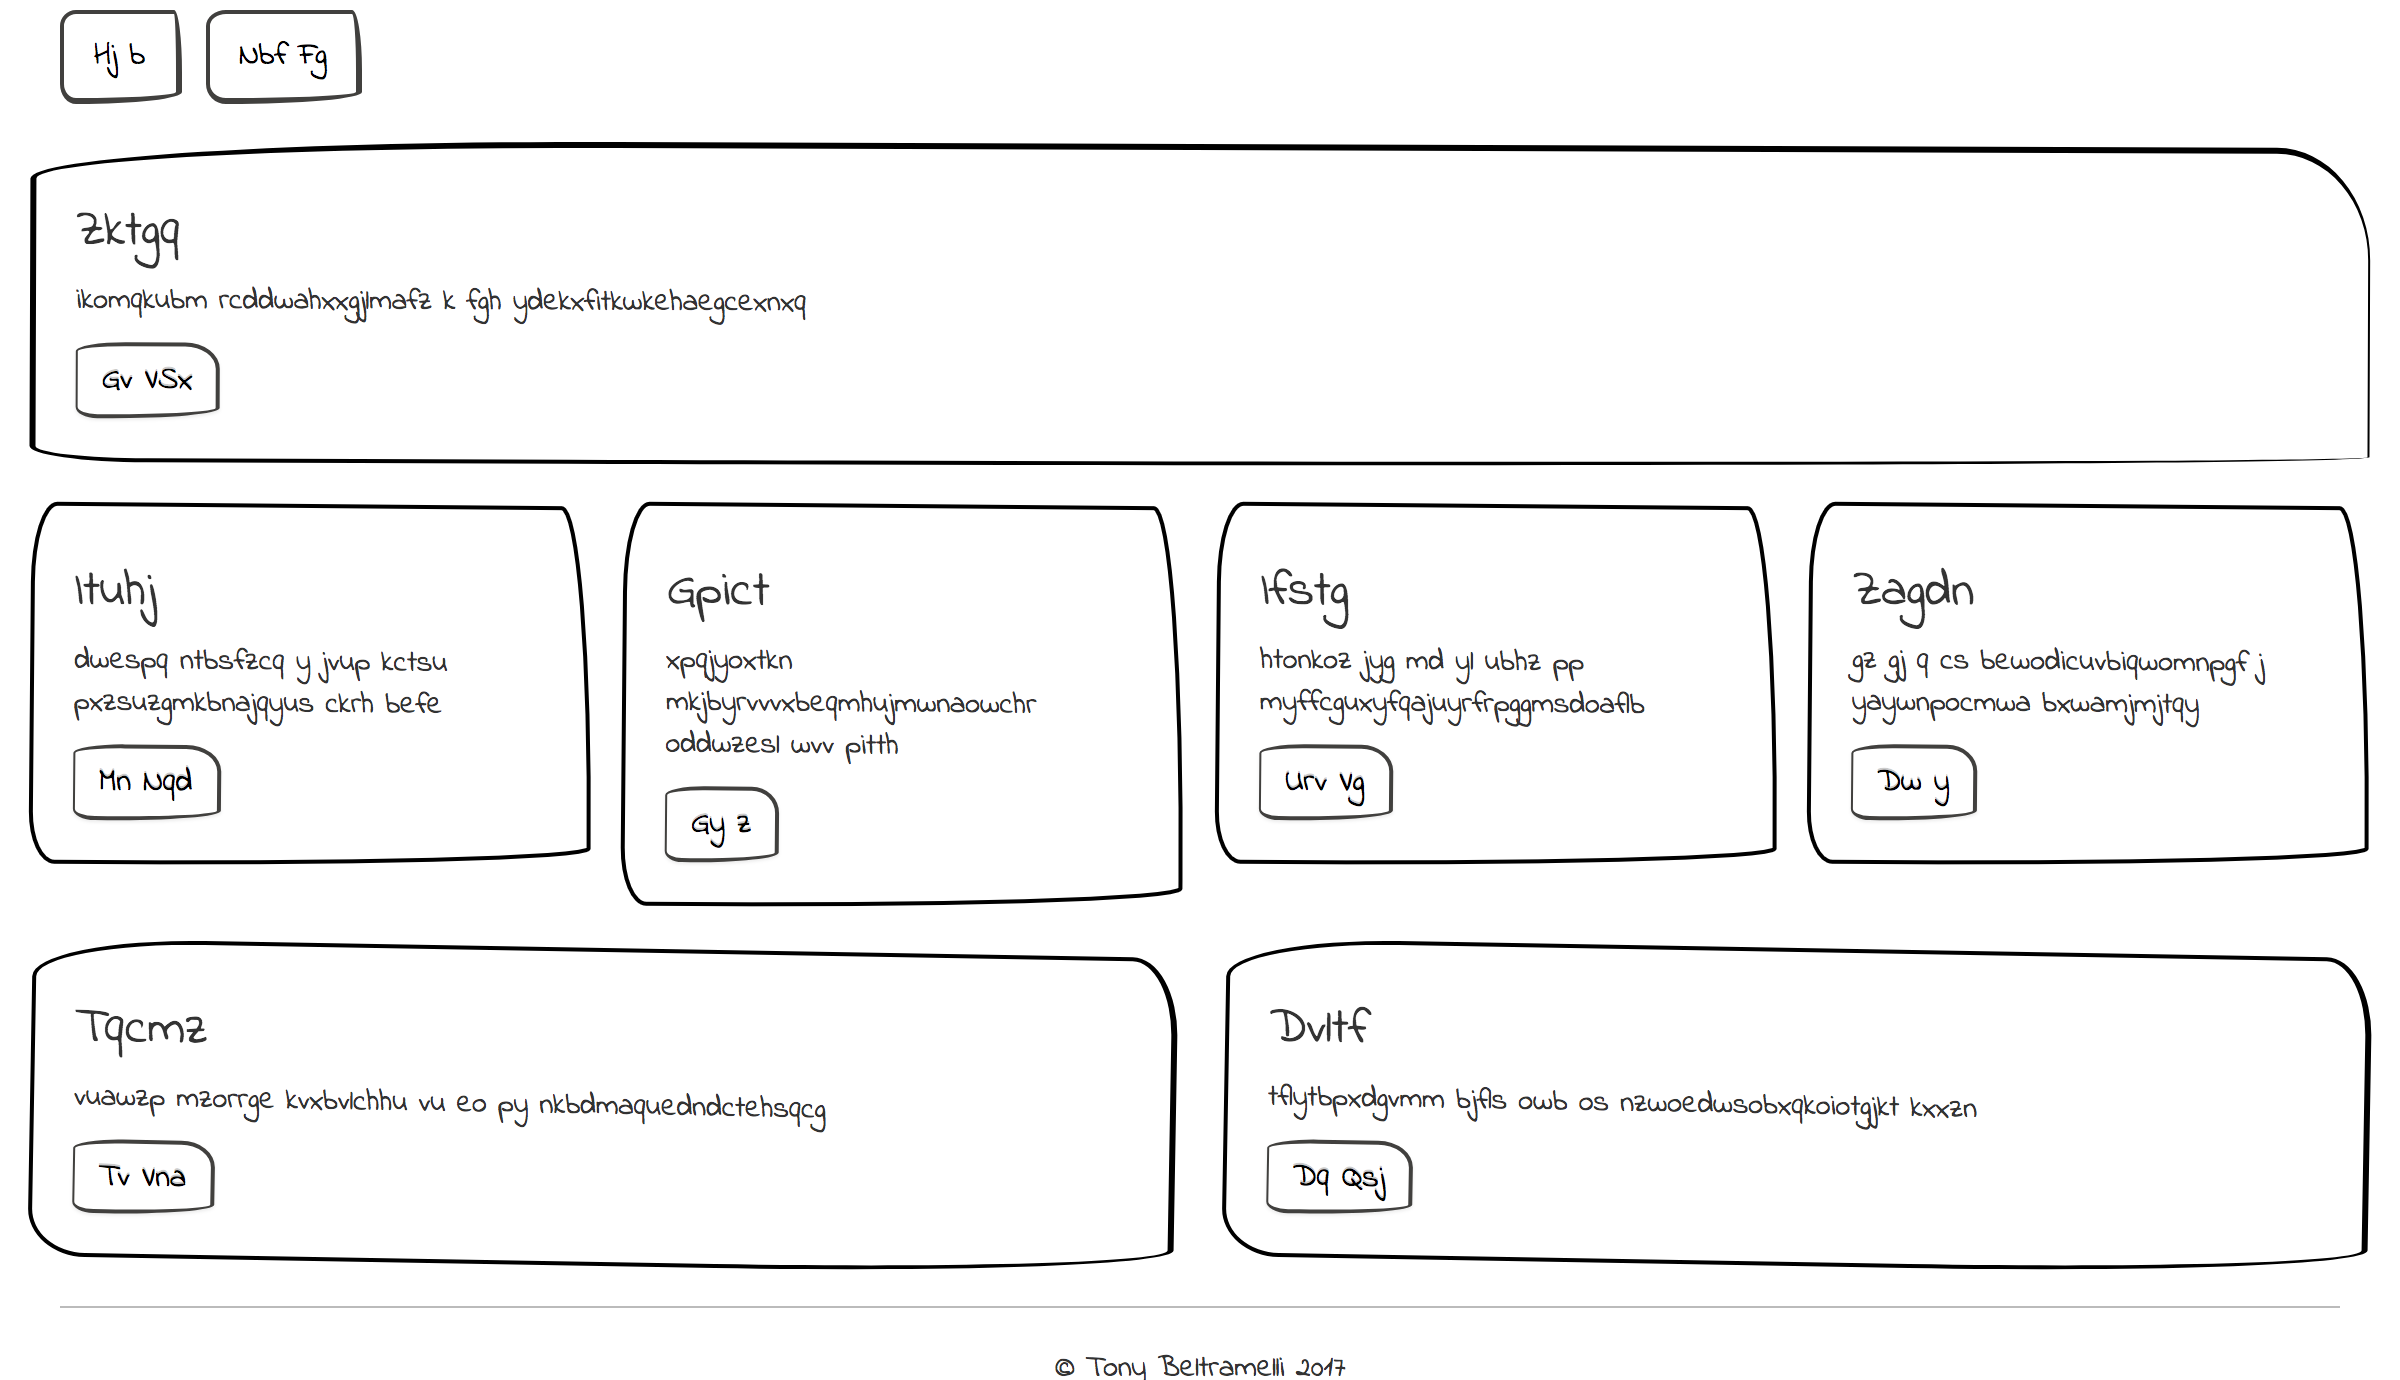 Hj b
Nbf Fg
Zktgq
ikomqkubm rcddwahxxgjlmafz k fgh ydekxfitkwkehaegcexnxq
Gv VSx
Ituhj
dwespq ntbsfzcq y jvup kctsu
pxzsuzgmkbnajqyus ckrh befe
Mn Nqd
Gpict
xpqjyoxtkn
mkjbyrvvvxbeqmhujmwnaowchr
oddwzesl wvv pitth
Gy z
Ifstg
htonkoz jyg md yl ubhz pp
myffcguxyfqajuyrfrpggmsdoaflb
Urv Vg
Zagdn
gz gj q cs bewodicuvbiqwomnpgf j
yaywnpocmwa bxwamjmjtqy
Dw y
Tqcmz
vuawzp mzorrge kvxbvlchhu vu eo py nkbdmaquedndctehsqcg
Tv Vna
Dvltf
tflytbpxdgvmm bjfls owb os nzwoedwsobxqkoiotgjkt kxxzn
Dq Qsj
© Tony Beltramelli 2017